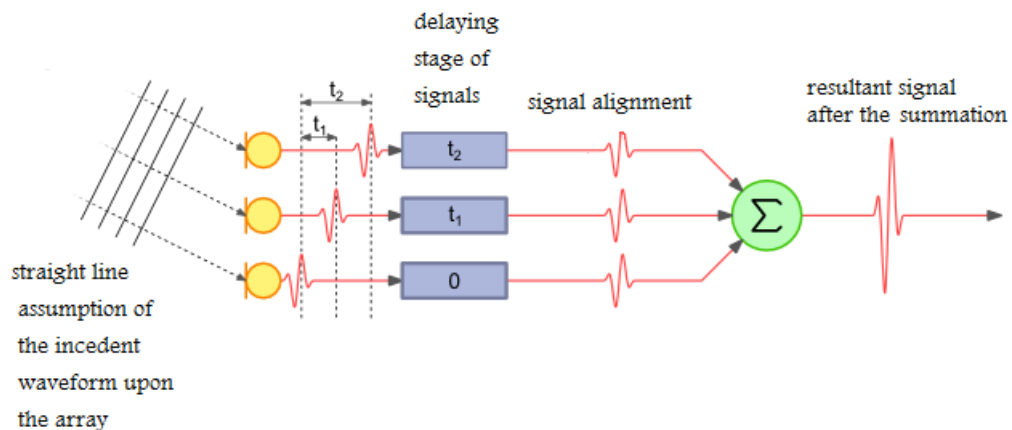 delaying
stage of
signals
signal alignment
resultant signal
after the summation
t₂
t₁
t₂
t₁
0
Σ
straight line
assumption of
the incedent
waveform upon
the array